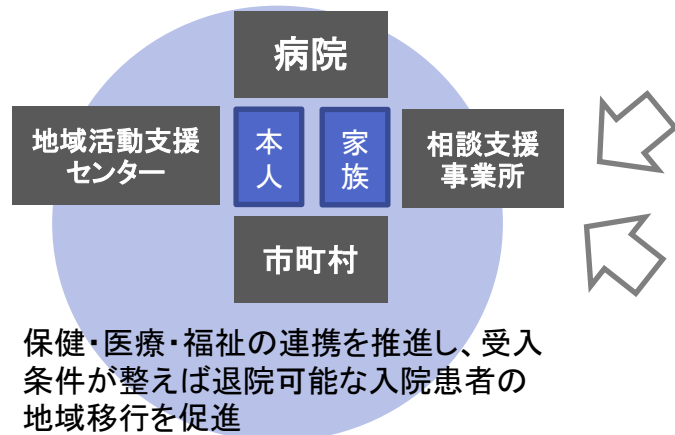 病院
地域活動支援
センター
本人
家族
相談支援
事業所
市町村
保健・医療・福祉の連携を推進し、受入
条件が整えば退院可能な入院患者の
地域移行を促進